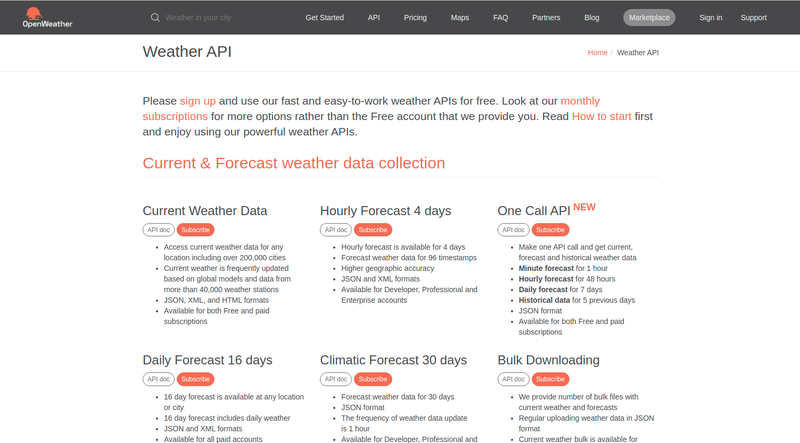 OpenWeather
Weather in your city
Get Started
API
Pricing
Maps
FAQ
Partners
Blog
Marketplace
Sign in
Support
Weather API
Home / Weather API
Please sign up and use our fast and easy-to-work weather APIs for free. Look at our monthly
subscriptions for more options rather than the Free account that we provide you. Read How to start first
and enjoy using our powerful weather APIs.
Current & Forecast weather data collection
Current Weather Data
API doc Subscribe
• Access current weather data for any
location including over 200,000 cities
• Current weather is frequently updated
based on global models and data from
more than 40,000 weather stations
• JSON, XML, and HTML formats
• Available for both Free and paid
subscriptions
Hourly Forecast 4 days
API doc Subscribe
• Hourly forecast is available for 4 days
• Forecast weather data for 96 timestamps
• Higher geographic accuracy
• JSON and XML formats
• Available for Developer, Professional and
Enterprise accounts
One Call API NEW
API doc Subscribe
• Make one API call and get current,
forecast and historical weather data
• Minute forecast for 1 hour
• Hourly forecast for 48 hours
• Daily forecast for 7 days
• Historical data for 5 previous days
• JSON format
• Available for both Free and paid
subscriptions
Daily Forecast 16 days
API doc Subscribe
• 16 day forecast is available at any location
or city
• 16 day forecast includes daily weather
• JSON and XML formats
• Available for all paid accounts
Climatic Forecast 30 days
API doc Subscribe
• Forecast weather data for 30 days
• JSON format
• The frequency of weather data update
is 1 hour
• Available for Developer, Professional and
Bulk Downloading
API doc Subscribe
• We provide number of bulk files with
current weather and forecasts
• Regular uploading weather data in JSON
format
• Current weather bulk is available for